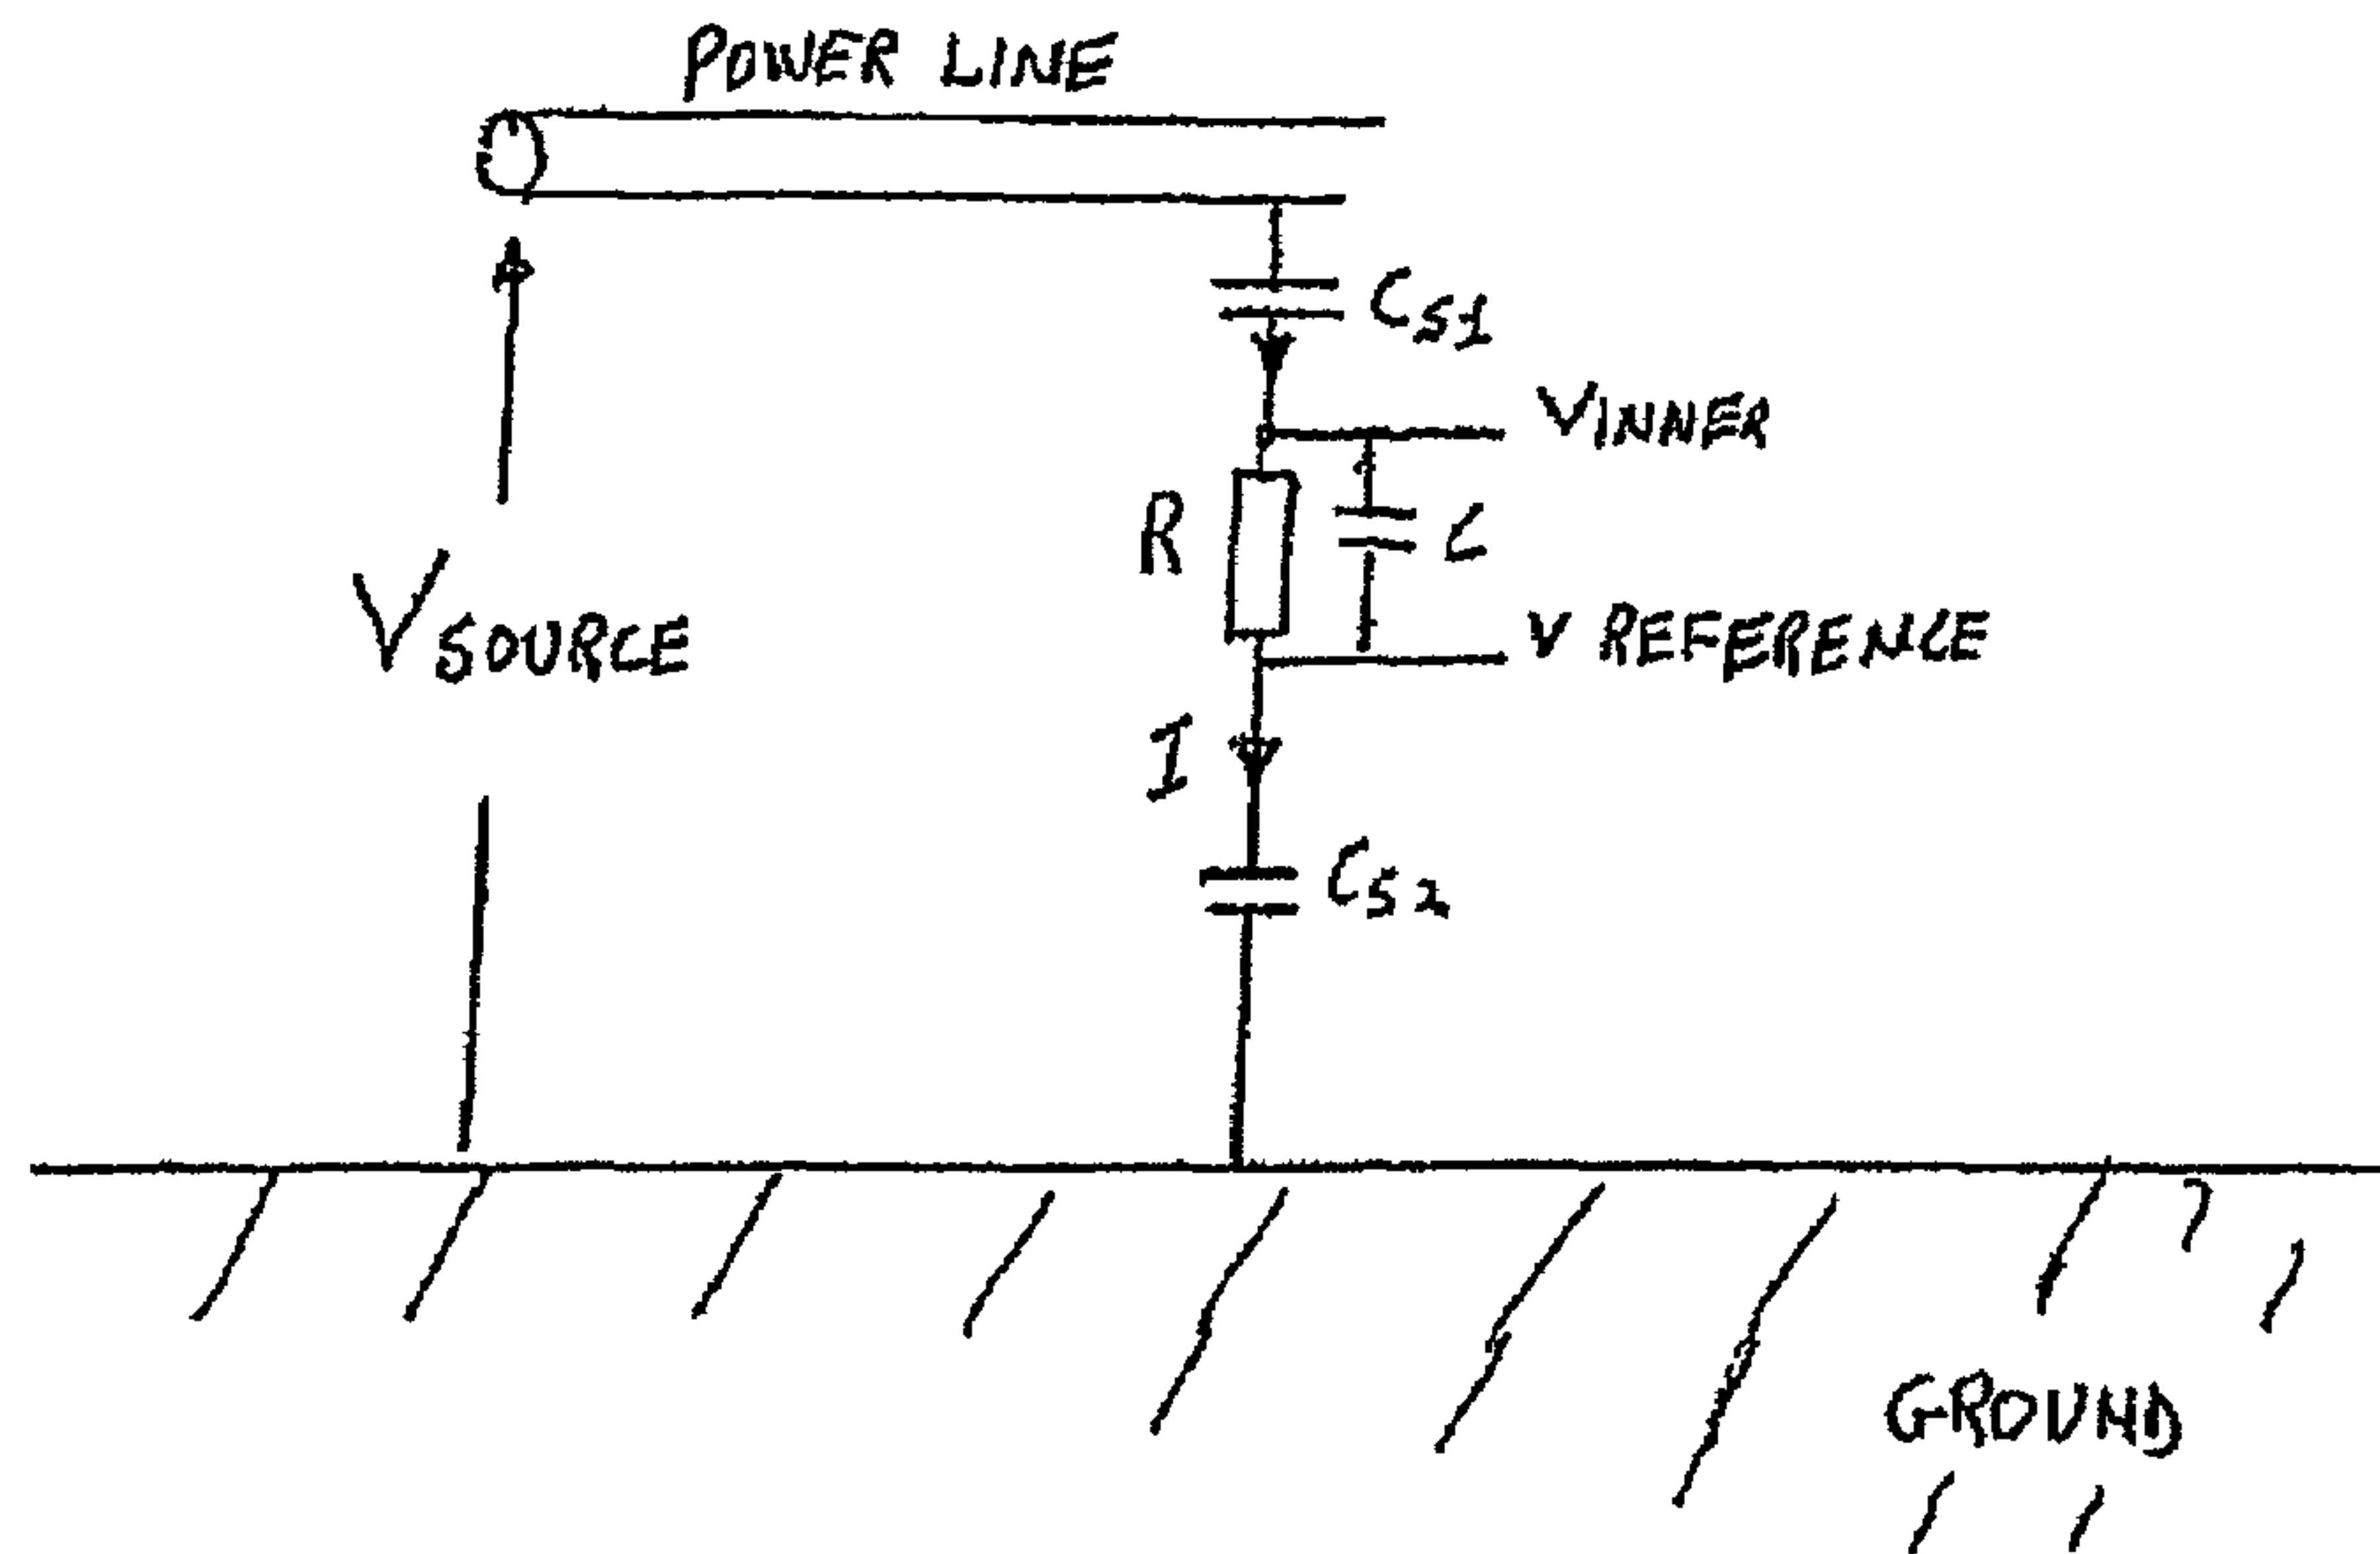 POWER LINE
CS1
VINNER
R
C
VSOURCE
V REFERENCE
I
CS2
GROUND